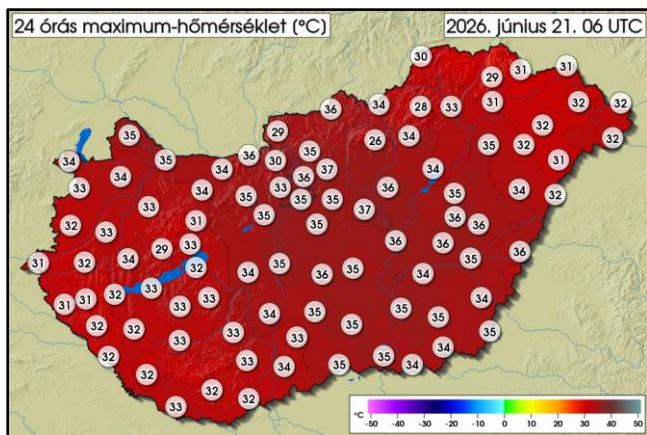 24 órás maximum-hőmérséklet (°C)
2026. június 21. 06 UTC
30
29 31 31
36 34 28 33 31 32 32
35 29 26 34 32 32
34 35 34 36 30 35 35 32 31
33 34 34 33 36 37 34
33 35 35 35 36 35 34 32
32 33 31 35 35 37 36 36
31 32 34 29 33 32 36 36 35 36
34 35 36 35 34
31 31 32 33 33 33 34
32 32 33 33 34 35 33 35 35 35 35
32 32 33 34 35 35 34 34
33 32 32
°C
-50 -40 -30 -20 -10 0 10 20 30 40 50